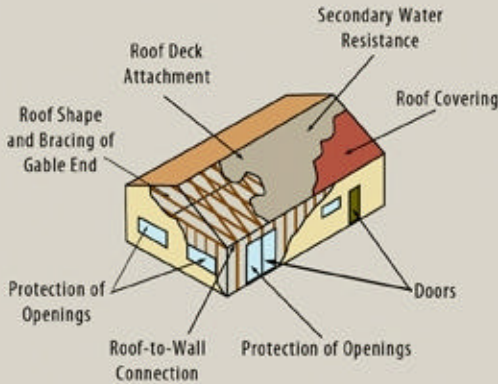 Secondary Water
Resistance
Roof Deck
Attachment
Roof Covering
Roof Shape
and Bracing of
Gable End
Protection of
Openings
Doors
Roof-to-Wall
Connection
Protection of Openings